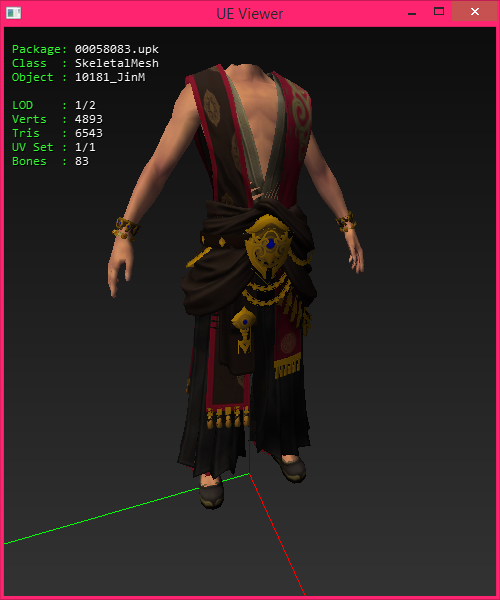 UE Viewer
Package: 00058083.upk
Class  : SkeletalMesh
Object : 10181_JinM
LOD    : 1/2
Verts  : 4893
Tris   : 6543
UV Set : 1/1
Bones  : 83